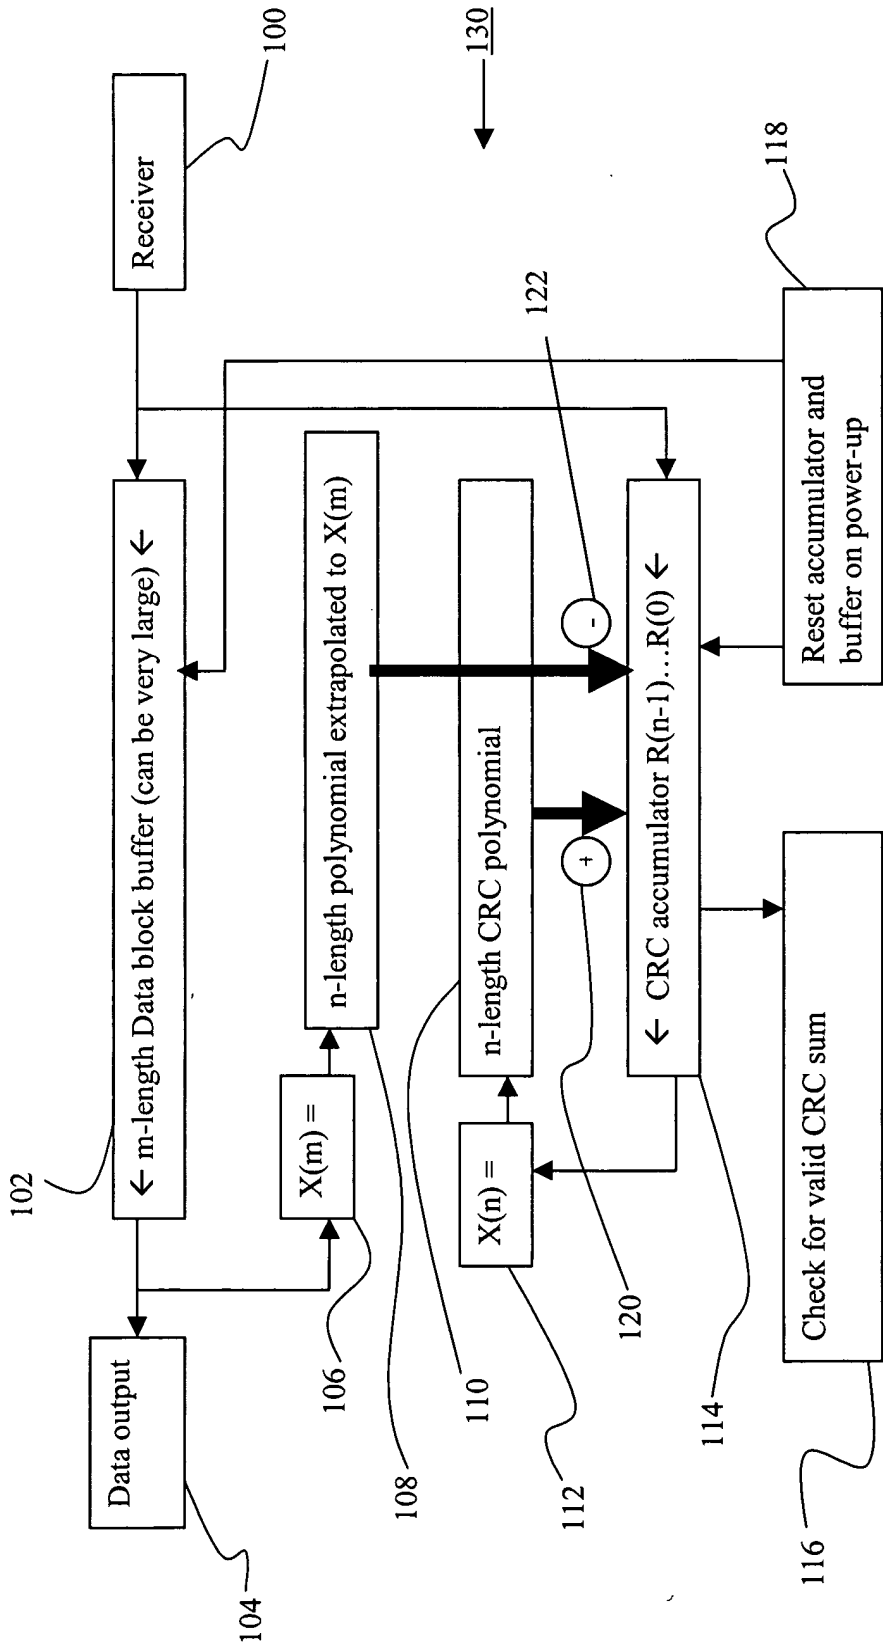 130
Receiver
100
102
← m-length Data block buffer (can be very large) ←
Data output
104
X(m) =
106
n-length polynomial extrapolated to X(m)
108
X(n) =
112
n-length CRC polynomial
110
+
120
-
122
← CRC accumulator R(n-1)...R(0) ←
114
Check for valid CRC sum
116
Reset accumulator and
buffer on power-up
118